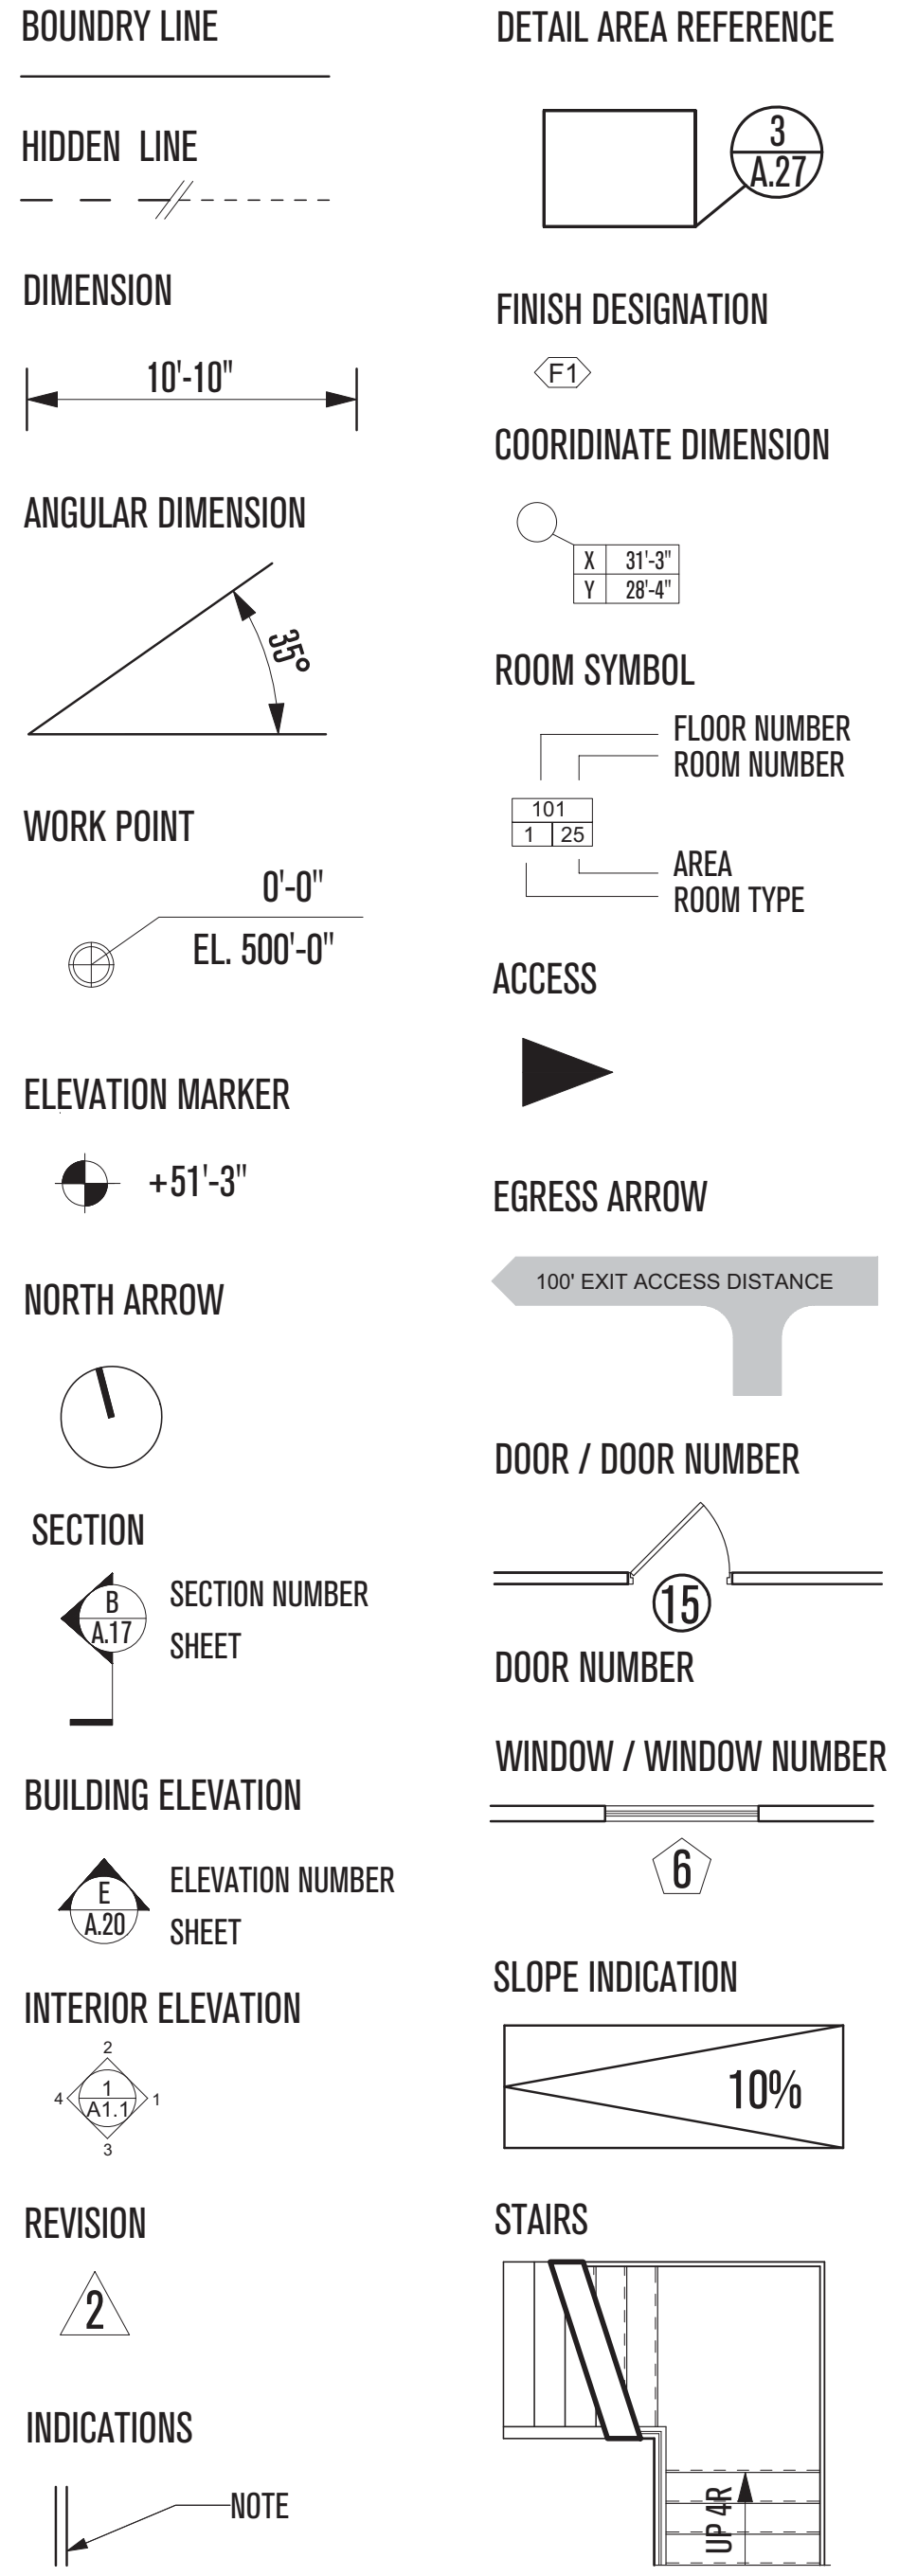 BOUNDRY LINE
HIDDEN LINE
DIMENSION
10'-10"
ANGULAR DIMENSION
35°
WORK POINT
0'-0"
EL. 500'-0"
ELEVATION MARKER
+51'-3"
NORTH ARROW
SECTION
B
A.17
SECTION NUMBER
SHEET
BUILDING ELEVATION
E
A.20
ELEVATION NUMBER
SHEET
INTERIOR ELEVATION
2
4
1
A1.1
1
3
REVISION
2
INDICATIONS
NOTE
DETAIL AREA REFERENCE
3
A.27
FINISH DESIGNATION
F1
COORIDINATE DIMENSION
X 31'-3"
Y 28'-4"
ROOM SYMBOL
FLOOR NUMBER
ROOM NUMBER
101
1 25
AREA
ROOM TYPE
ACCESS
EGRESS ARROW
100' EXIT ACCESS DISTANCE
DOOR / DOOR NUMBER
15
DOOR NUMBER
WINDOW / WINDOW NUMBER
6
SLOPE INDICATION
10%
STAIRS
UP 4R